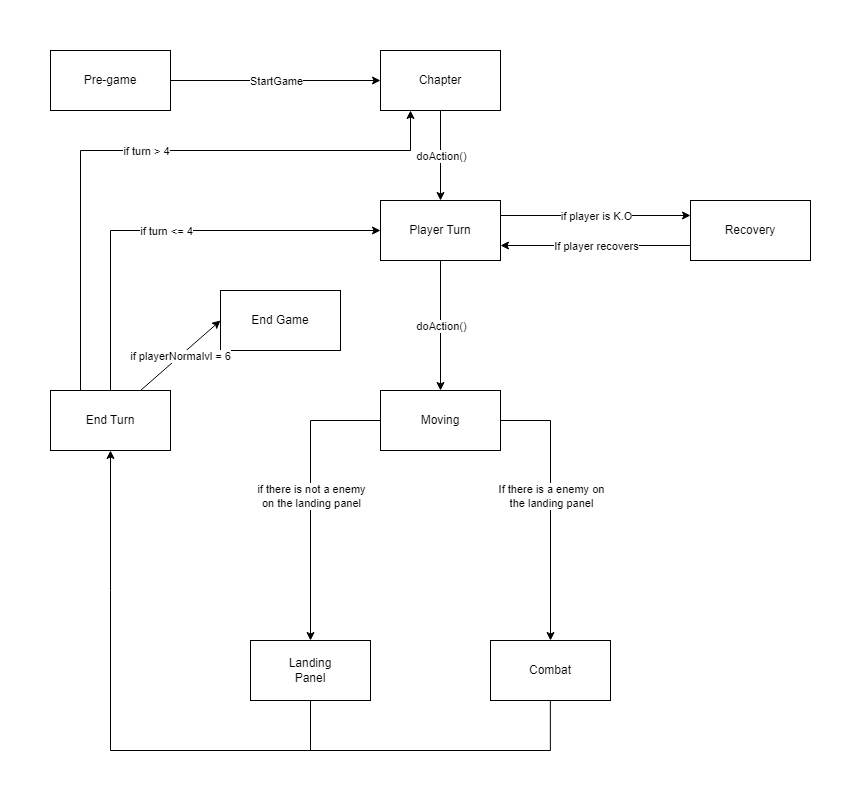 Pre-game
StartGame
Chapter
if turn > 4
doAction()
if turn <= 4
Player Turn
if player is K.O
If player recovers
Recovery
End Game
doAction()
if playerNormalvl = 6
End Turn
Moving
if there is not a enemy
on the landing panel
If there is a enemy on
the landing panel
Landing
Panel
Combat